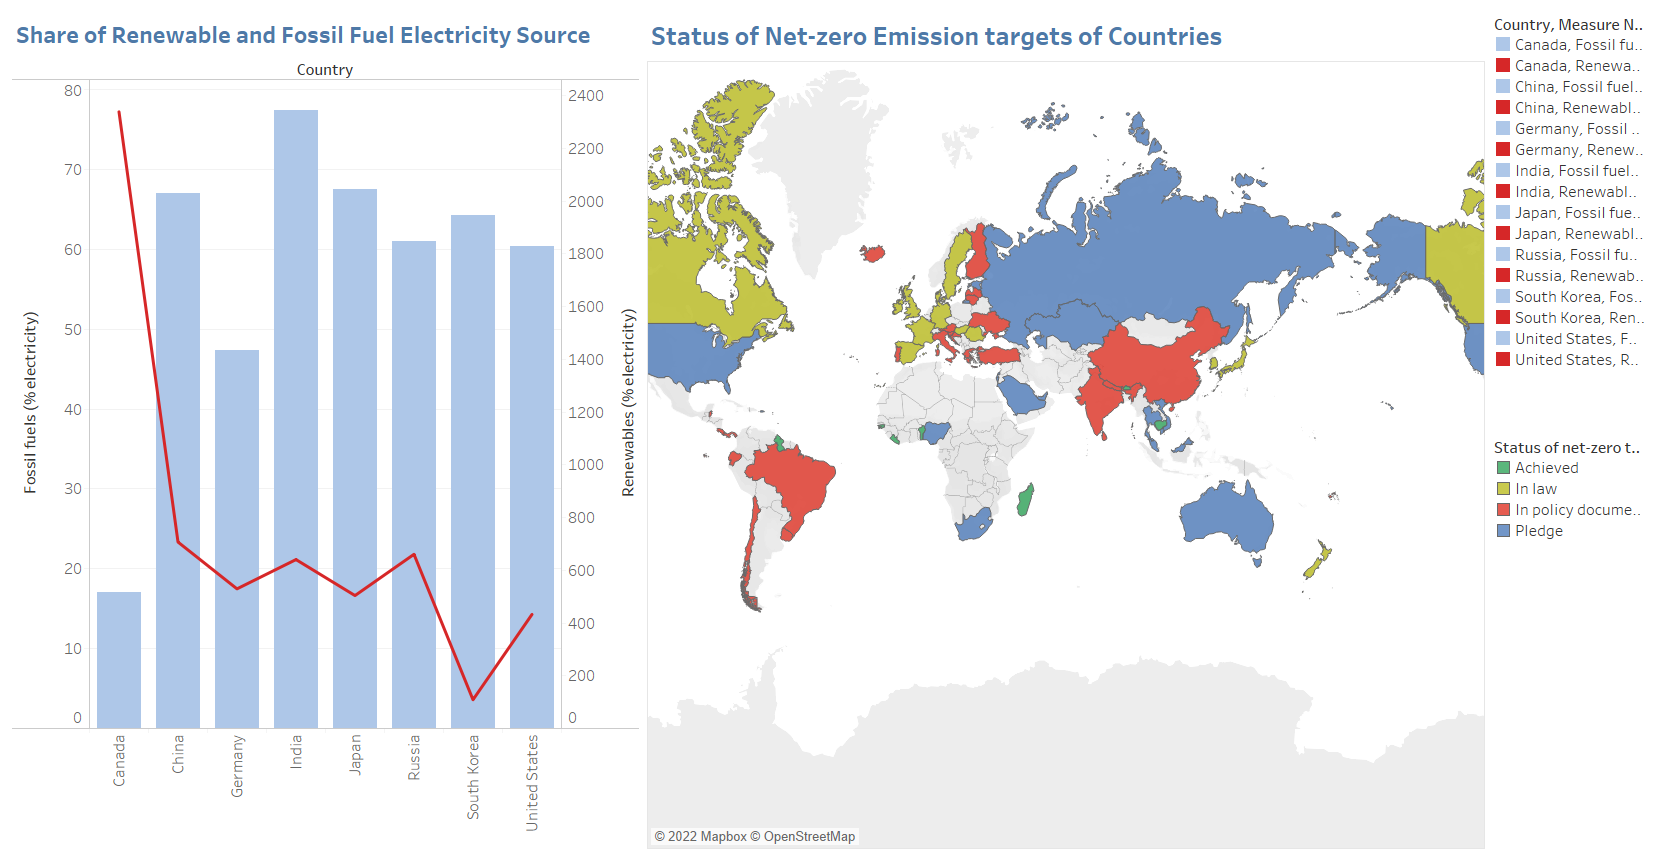 Share of Renewable and Fossil Fuel Electricity Source
Country
80
70
60
50
40
30
20
10
0
Fossil fuels (% electricity)
2400
2200
2000
1800
1600
1400
1200
1000
800
600
400
200
0
Renewables (% electricity)
Canada
China
Germany
India
Japan
Russia
South Korea
United States
Status of Net-zero Emission targets of Countries
© 2022 Mapbox © OpenStreetMap
Country, Measure N..
Canada, Fossil fu..
Canada, Renewa..
China, Fossil fuel..
China, Renewabl..
Germany, Fossil ..
Germany, Renew..
India, Fossil fuel..
India, Renewabl..
Japan, Fossil fue..
Japan, Renewabl..
Russia, Fossil fu..
Russia, Renewab..
South Korea, Fos..
South Korea, Ren..
United States, F..
United States, R..
Status of net-zero t..
Achieved
In law
In policy docume..
Pledge